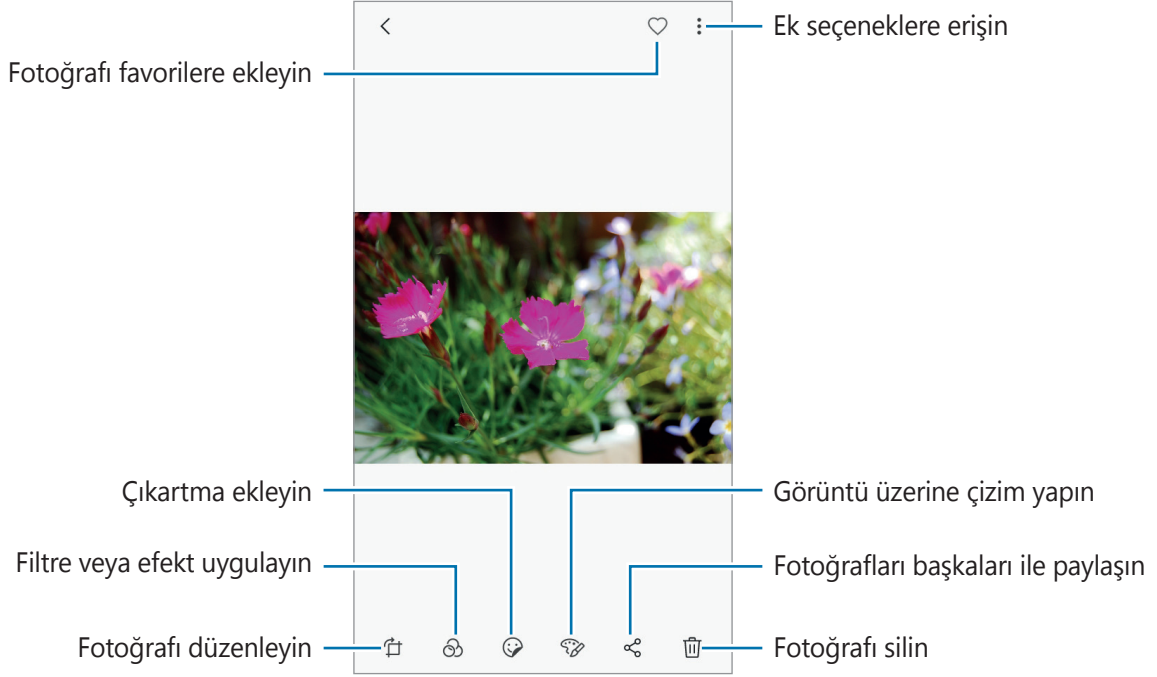 Ek seçeneklere erişin
Fotoğrafı favorilere ekleyin
Çıkartma ekleyin
Görüntü üzerine çizim yapın
Filtre veya efekt uygulayın
Fotoğrafları başkaları ile paylaşın
Fotoğrafı düzenleyin
Fotoğrafı silin